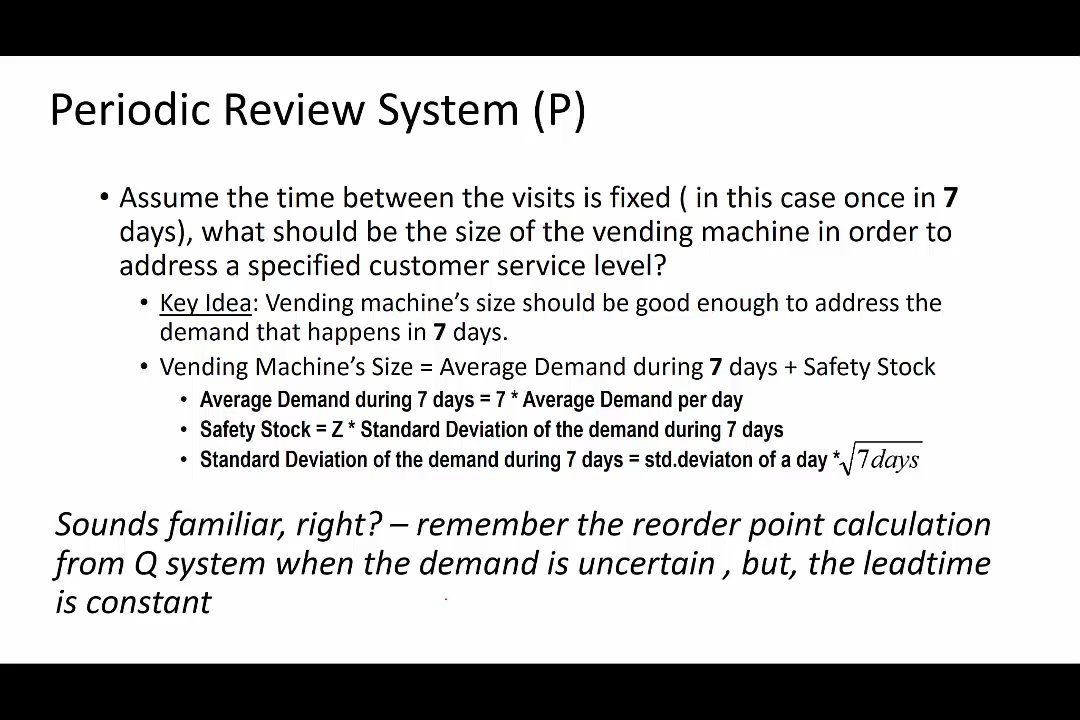 Periodic Review System (P)
• Assume the time between the visits is fixed ( in this case once in 7
days), what should be the size of the vending machine in order to
address a specified customer service level?
• Key Idea: Vending machine's size should be good enough to address the
demand that happens in 7 days.
• Vending Machine's Size = Average Demand during 7 days + Safety Stock
• Average Demand during 7 days = 7 * Average Demand per day
• Safety Stock = Z * Standard Deviation of the demand during 7 days
• Standard Deviation of the demand during 7 days = std.deviaton of a day *√7days
Sounds familiar, right? – remember the reorder point calculation
from Q system when the demand is uncertain , but, the leadtime
is constant